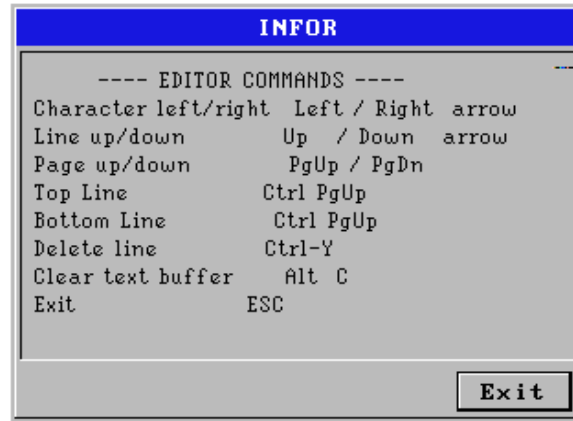 INFOR
---- EDITOR COMMANDS ----
Character left/right Left / Right arrow
Line up/down Up / Down arrow
Page up/down PgUp / PgDn
Top Line Ctrl PgUp
Bottom Line Ctrl PgUp
Delete line Ctrl-Y
Clear text buffer Alt C
Exit ESC
Exit